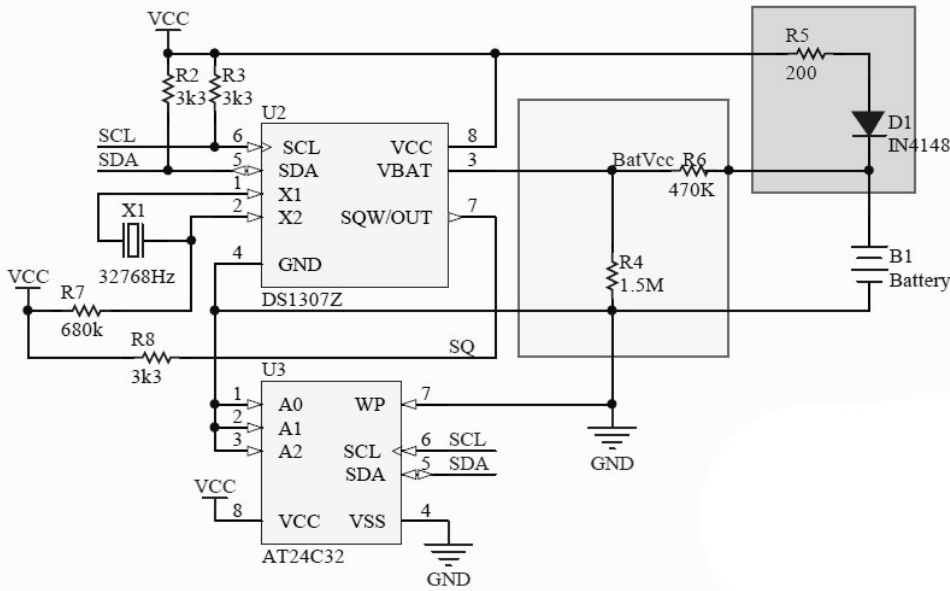 VCC
R2
3k3
R3
3k3
R5
200
D1
IN4148
U2
SCL
SDA
6
5
1
2
4
SCL
SDA
X1
X2
GND
VCC
VBAT
SQW/OUT
8
3
7
DS1307Z
X1
32768Hz
BatVcc
R6
470K
R4
1.5M
B1
Battery
VCC
R7
680k
R8
3k3
SQ
U3
1
2
3
8
A0
A1
A2
VCC
WP
SCL
SDA
VSS
7
6
5
4
SCL
SDA
VCC
AT24C32
GND
GND